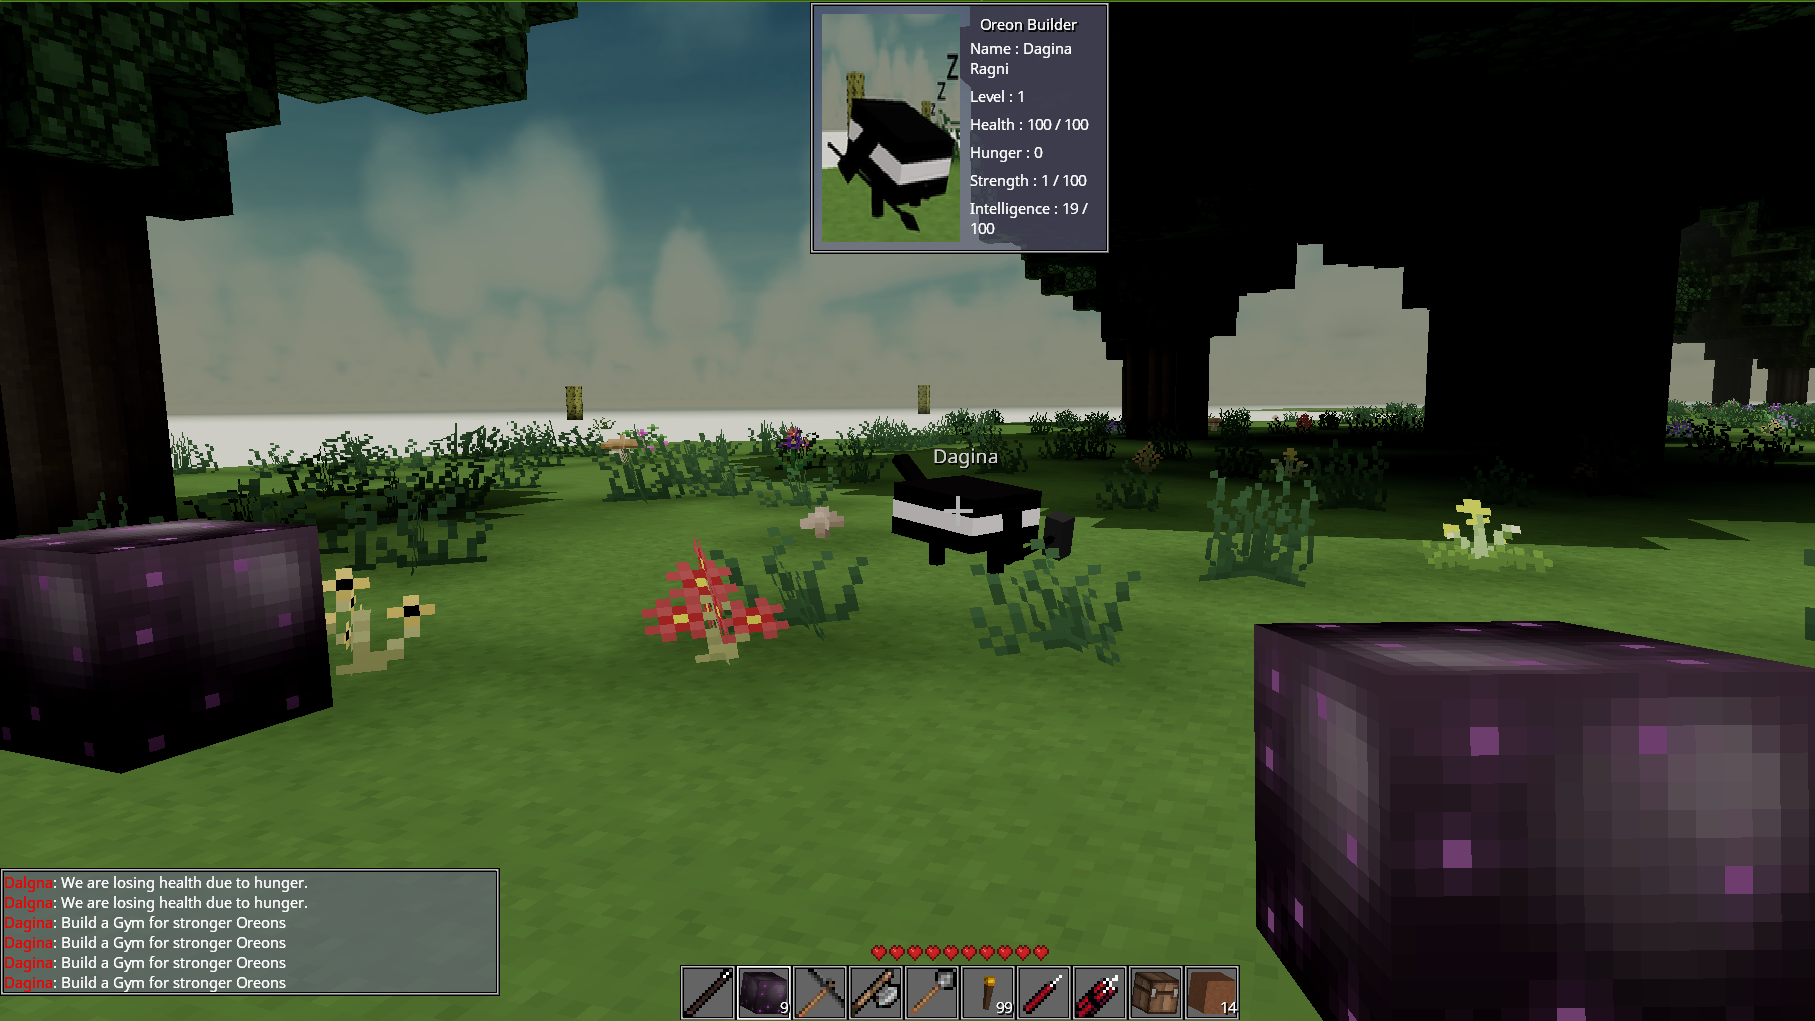 Oreon Builder
Name : Dagina
Ragni
Level : 1
Health : 100 / 100
Hunger : 0
Strength : 1 / 100
Intelligence : 19 /
100
Z
Z
Z
Dagina
Dalgna: We are losing health due to hunger.
Dalgna: We are losing health due to hunger.
Dagina: Build a Gym for stronger Oreons
Dagina: Build a Gym for stronger Oreons
Dagina: Build a Gym for stronger Oreons
Dagina: Build a Gym for stronger Oreons
9
99
14